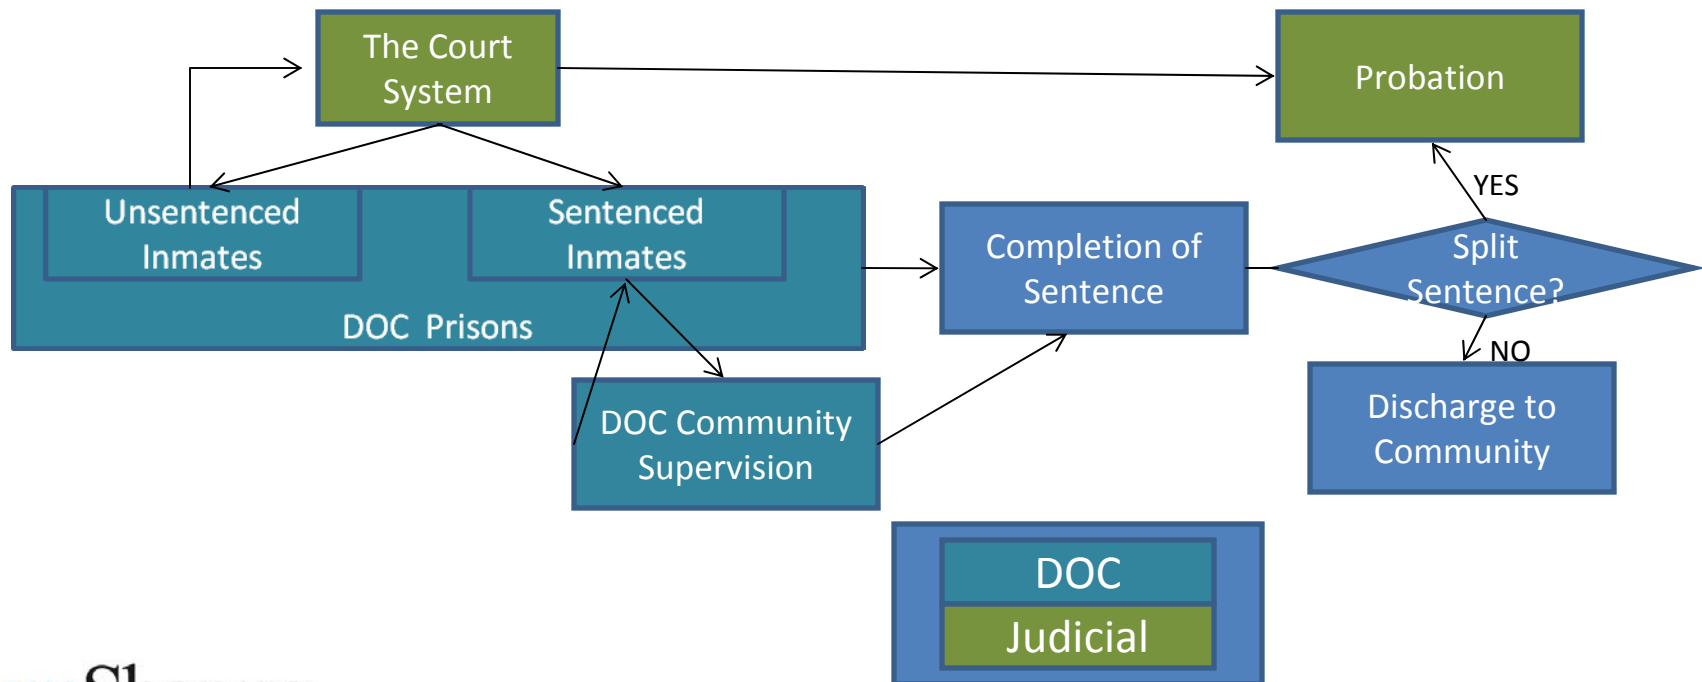 The Court
System
Probation
YES
Unsentenced
Inmates
Sentenced
Inmates
DOC Prisons
Completion of
Sentence
Split
Sentence?
NO
DOC Community
Supervision
Discharge to
Community
DOC
Judicial